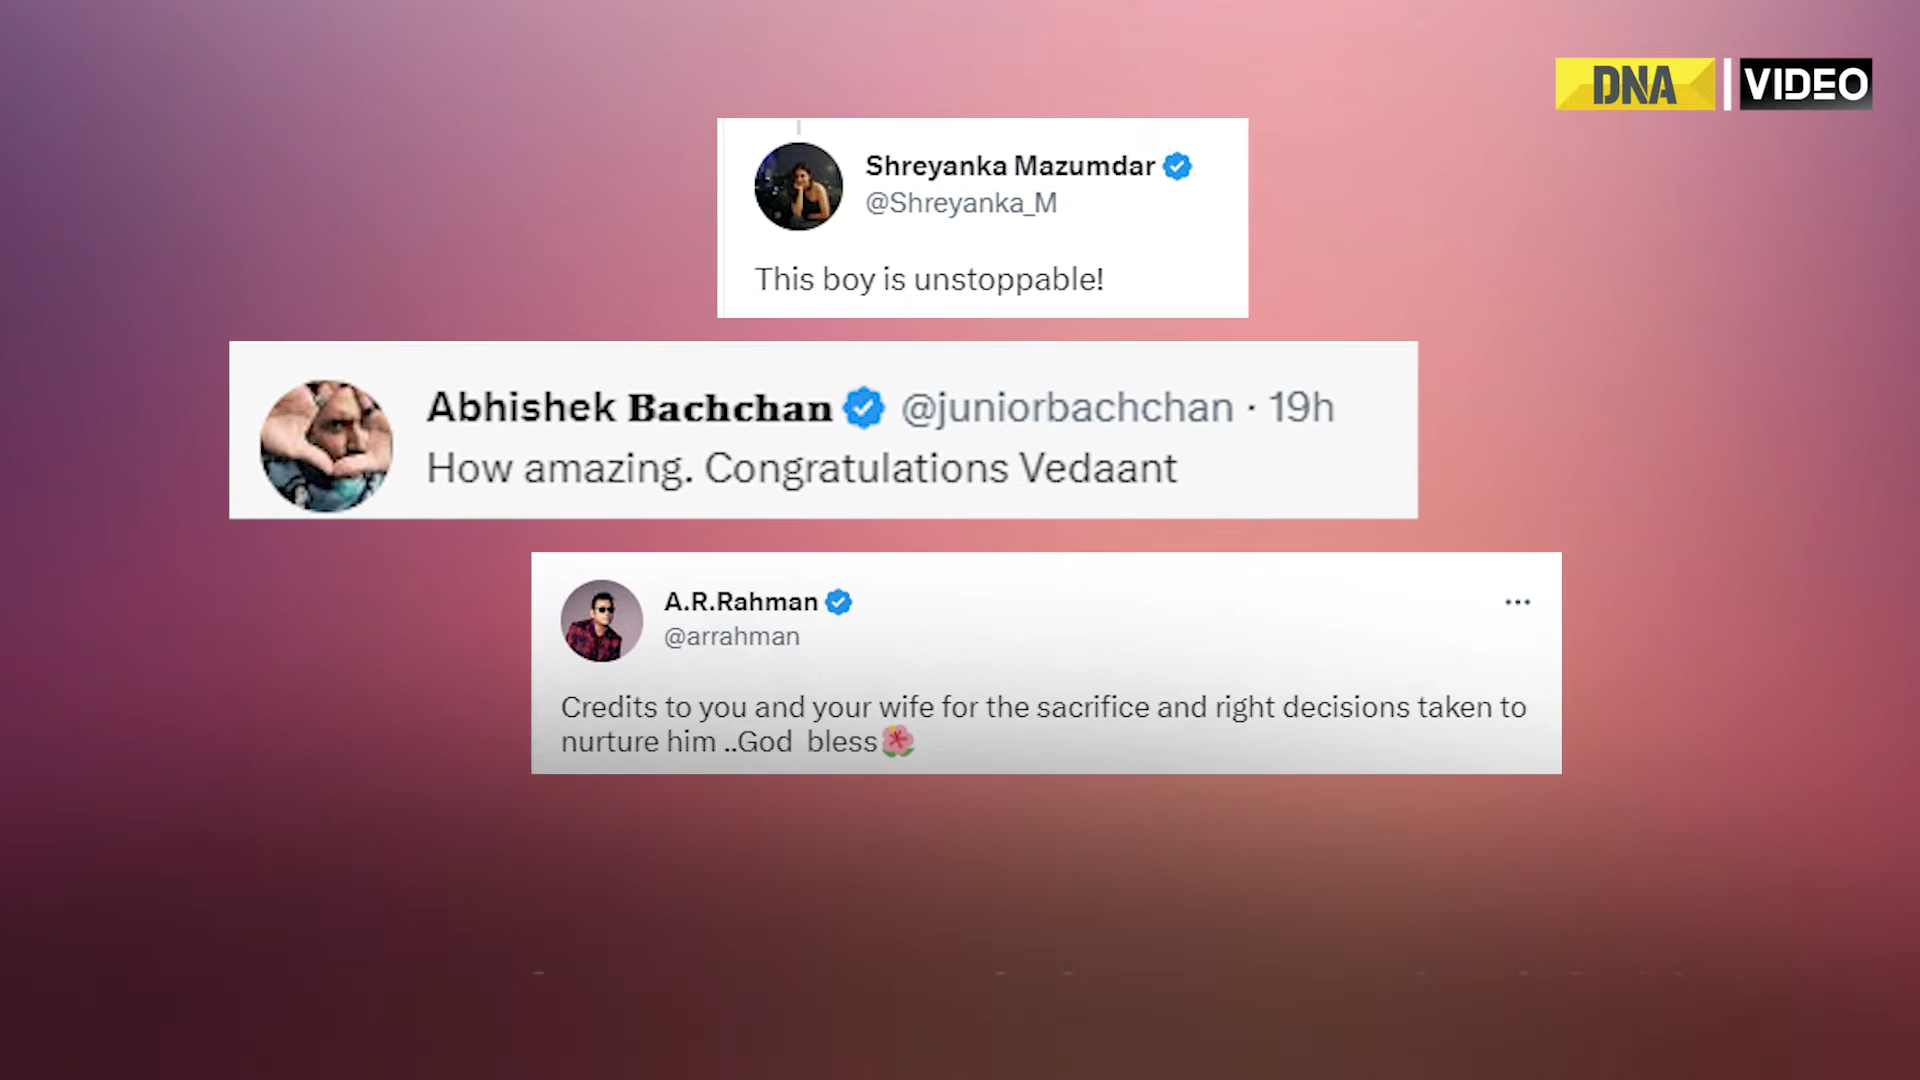 DNA VIDEO
Shreyanka Mazumdar
@Shreyanka_M
This boy is unstoppable!
Abhishek Bachchan @juniorbachchan · 19h
How amazing. Congratulations Vedaant
A.R.Rahman
@arrahman
Credits to you and your wife for the sacrifice and right decisions taken to
nurture him ..God  bless🌺